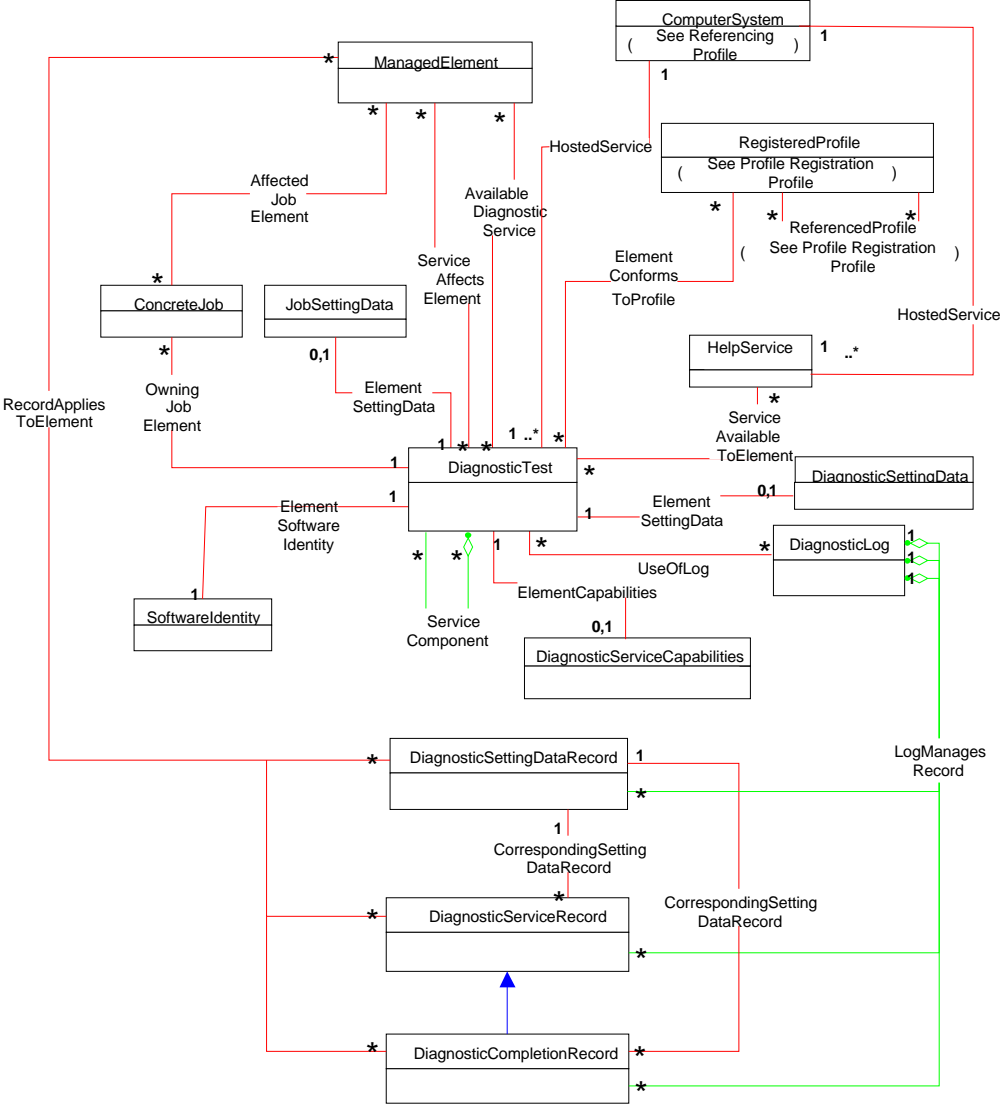 ComputerSystem
( See Referencing )
Profile
1
1
*
ManagedElement
*
*
*
HostedService
RegisteredProfile
( See Profile Registration )
Profile
*
*
*
ReferencedProfile
( See Profile Registration )
Profile
Affected
Job
Element
Available
Diagnostic
Service
Service
Affects
Element
Element
Conforms
ToProfile
*
ConcreteJob
*
JobSettingData
0,1
HostedService
HelpService
1 ..*
*
RecordApplies
ToElement
Owning
Job
Element
Element
SettingData
Service
Available
ToElement
1
*
*
1 ..*
*
1
DiagnosticTest
*
DiagnosticSettingData
0,1
Element
SettingData
1
1
Element
Software
Identity
1
SoftwareIdentity
*
*
1
*
UseOfLog
*
DiagnosticLog
1
1
1
ElementCapabilities
Service
Component
0,1
DiagnosticServiceCapabilities
LogManages
Record
*
DiagnosticSettingDataRecord
1
*
1
CorrespondingSetting
DataRecord
*
CorrespondingSetting
DataRecord
*
DiagnosticServiceRecord
*
*
DiagnosticCompletionRecord
*
*